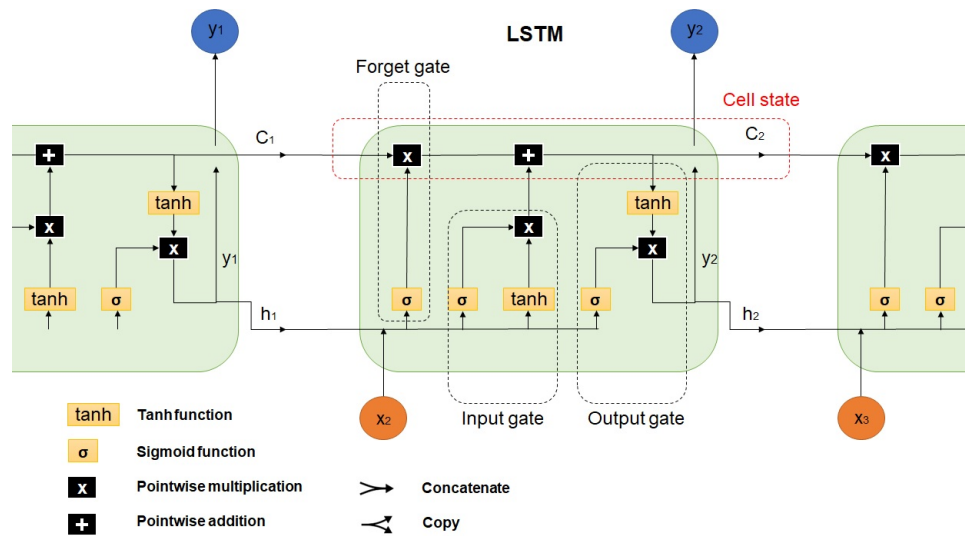 y1
LSTM
y2
Forget gate
Cell state
C1
C2
+
x
+
x
tanh
tanh
x
x
x
x
y1
y2
tanh
σ
σ
σ
tanh
σ
σ
σ
h1
h2
x2
Input gate
Output gate
x3
tanh Tanh function
σ Sigmoid function
x Pointwise multiplication
Concatenate
+ Pointwise addition
Copy